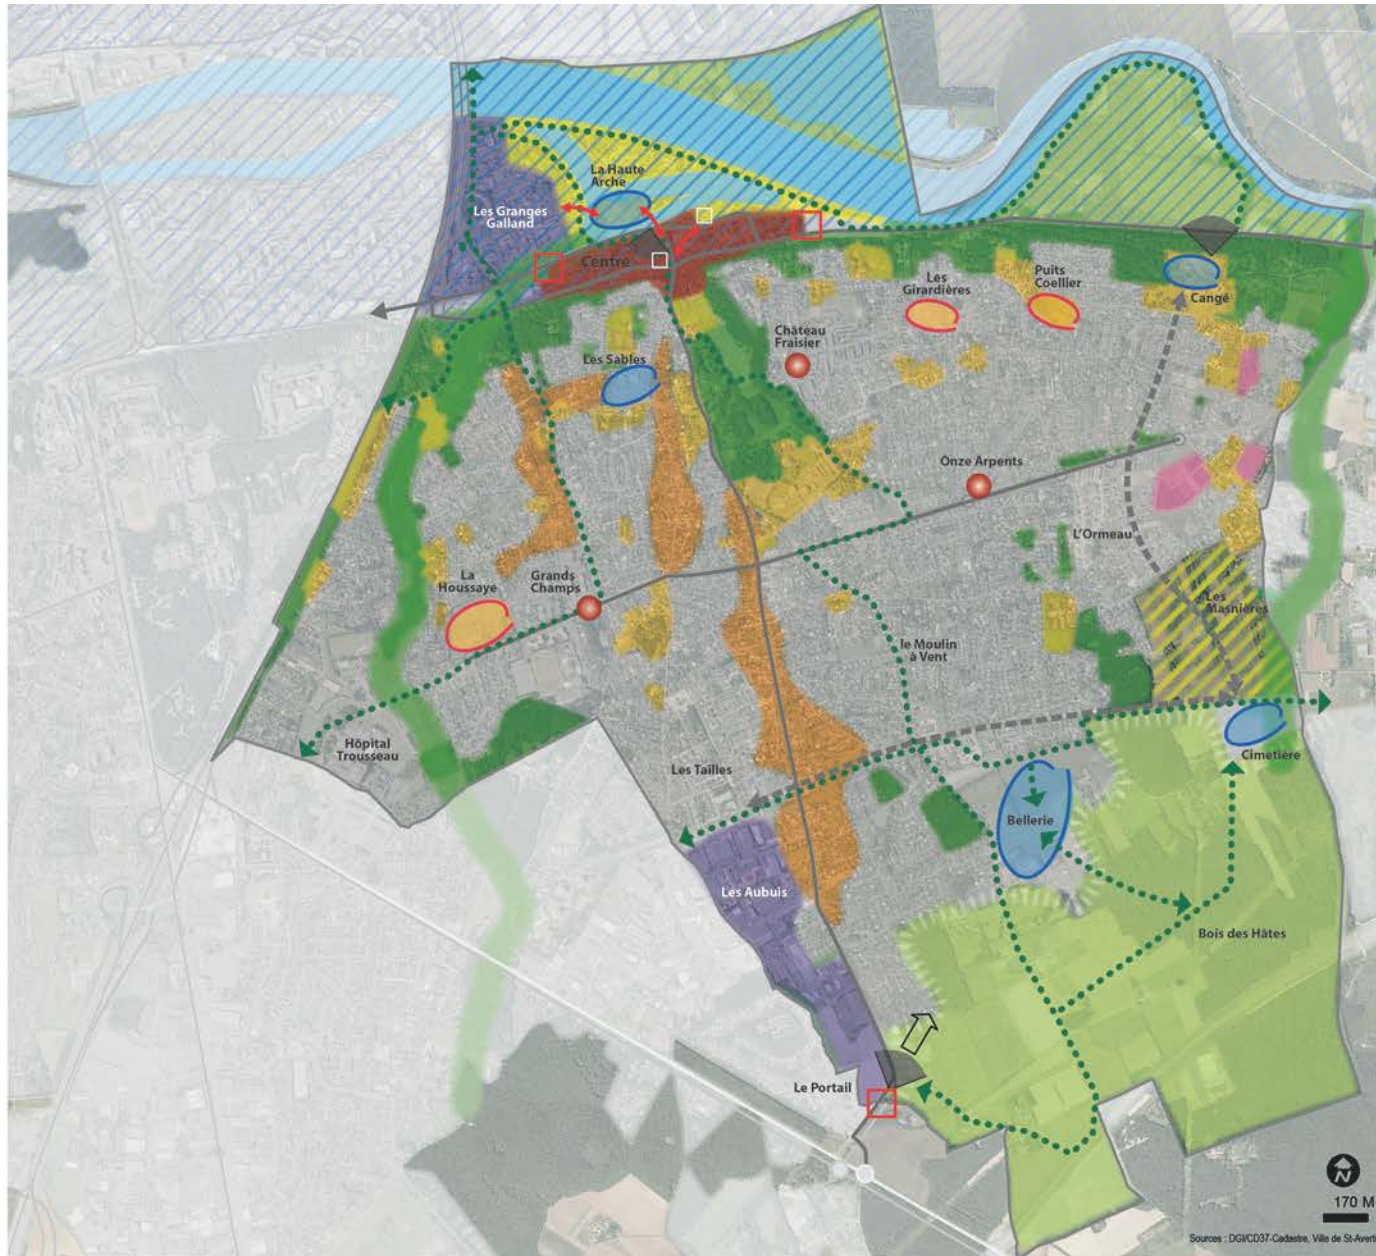 La Haute
Arche
Les Granges
Galland
Centre
Les
Girardières
Puits
Coellier
Cangé
Château
Fraisier
Les Sables
Onze Arpents
L'Ormeau
La
Houssaye
Grands
Champs
Les
Masnières
le Moulin
à Vent
Hôpital
Trousseau
Les Tailles
Cimetière
Bellerie
Les Aubuis
Bois des Hâtes
Le Portail
N
170 M
Sources : DGI/CD37-Cadastre, Ville de St-Averti